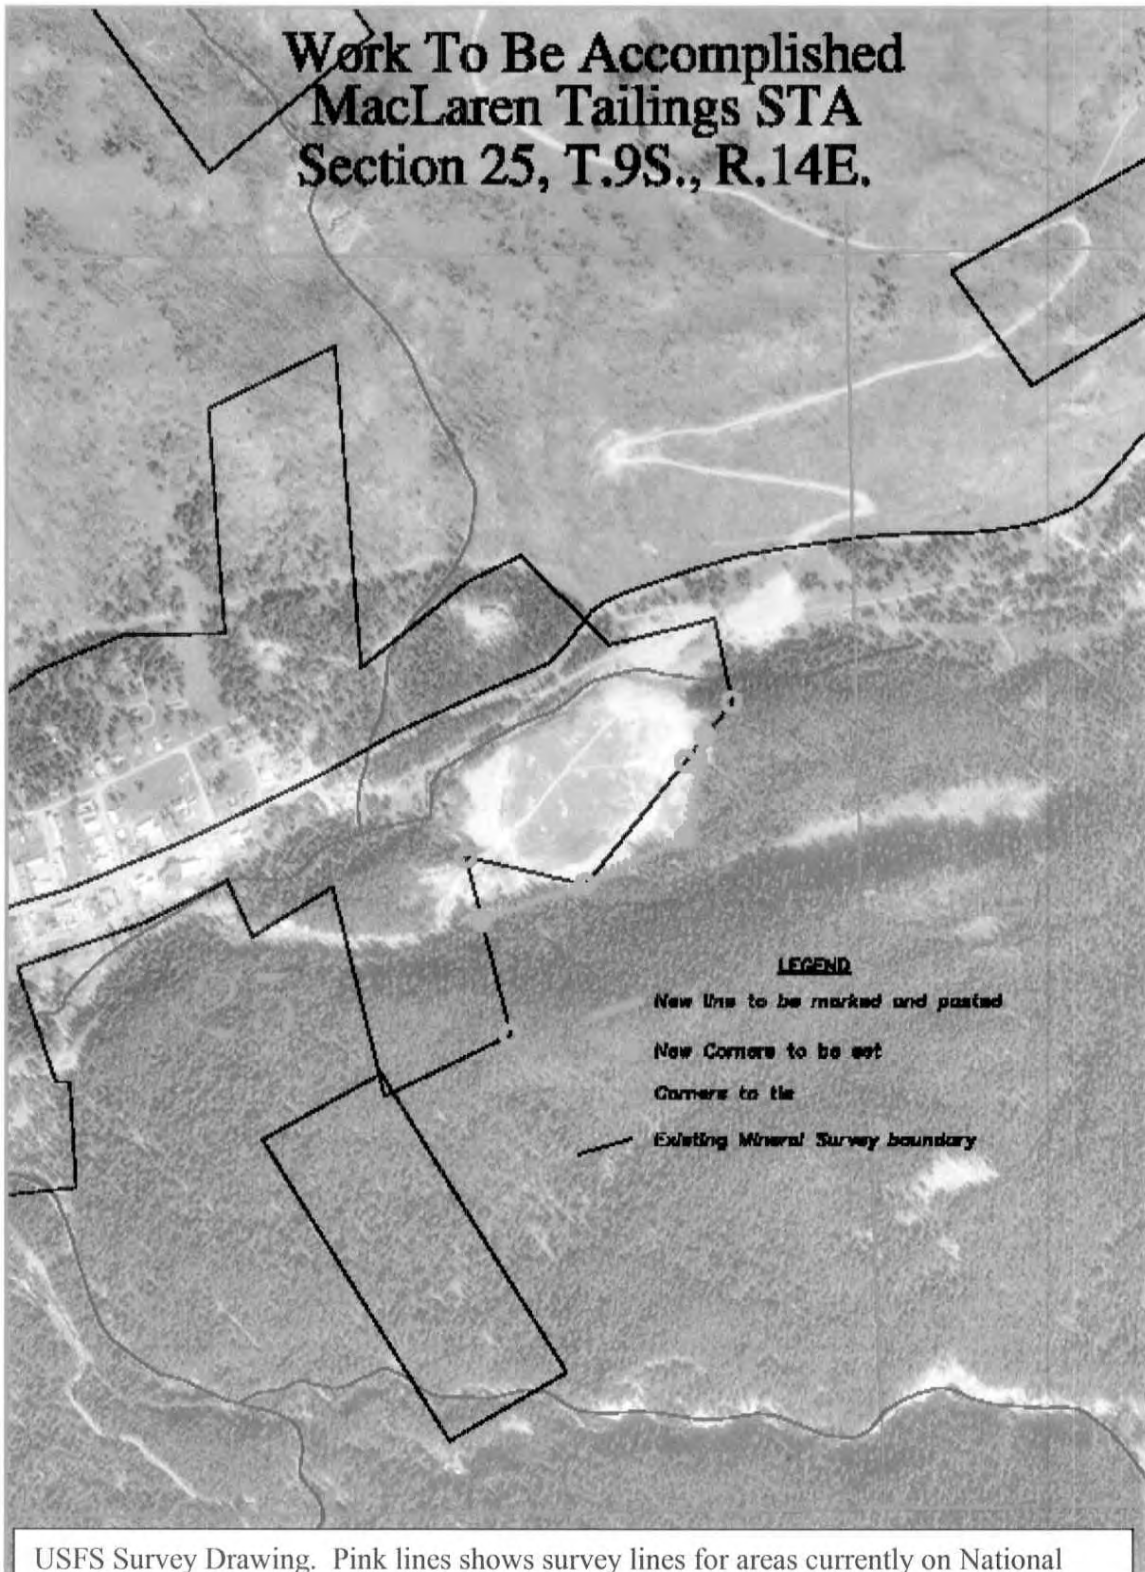 Work To Be Accomplished
MacLaren Tailings STA
Section 25, T.9S., R.14E.
LEGEND
New line to be marked and posted
New Corners to be set
Corners to tie
Existing Mineral Survey boundary
USFS Survey Drawing. Pink lines shows survey lines for areas currently on National